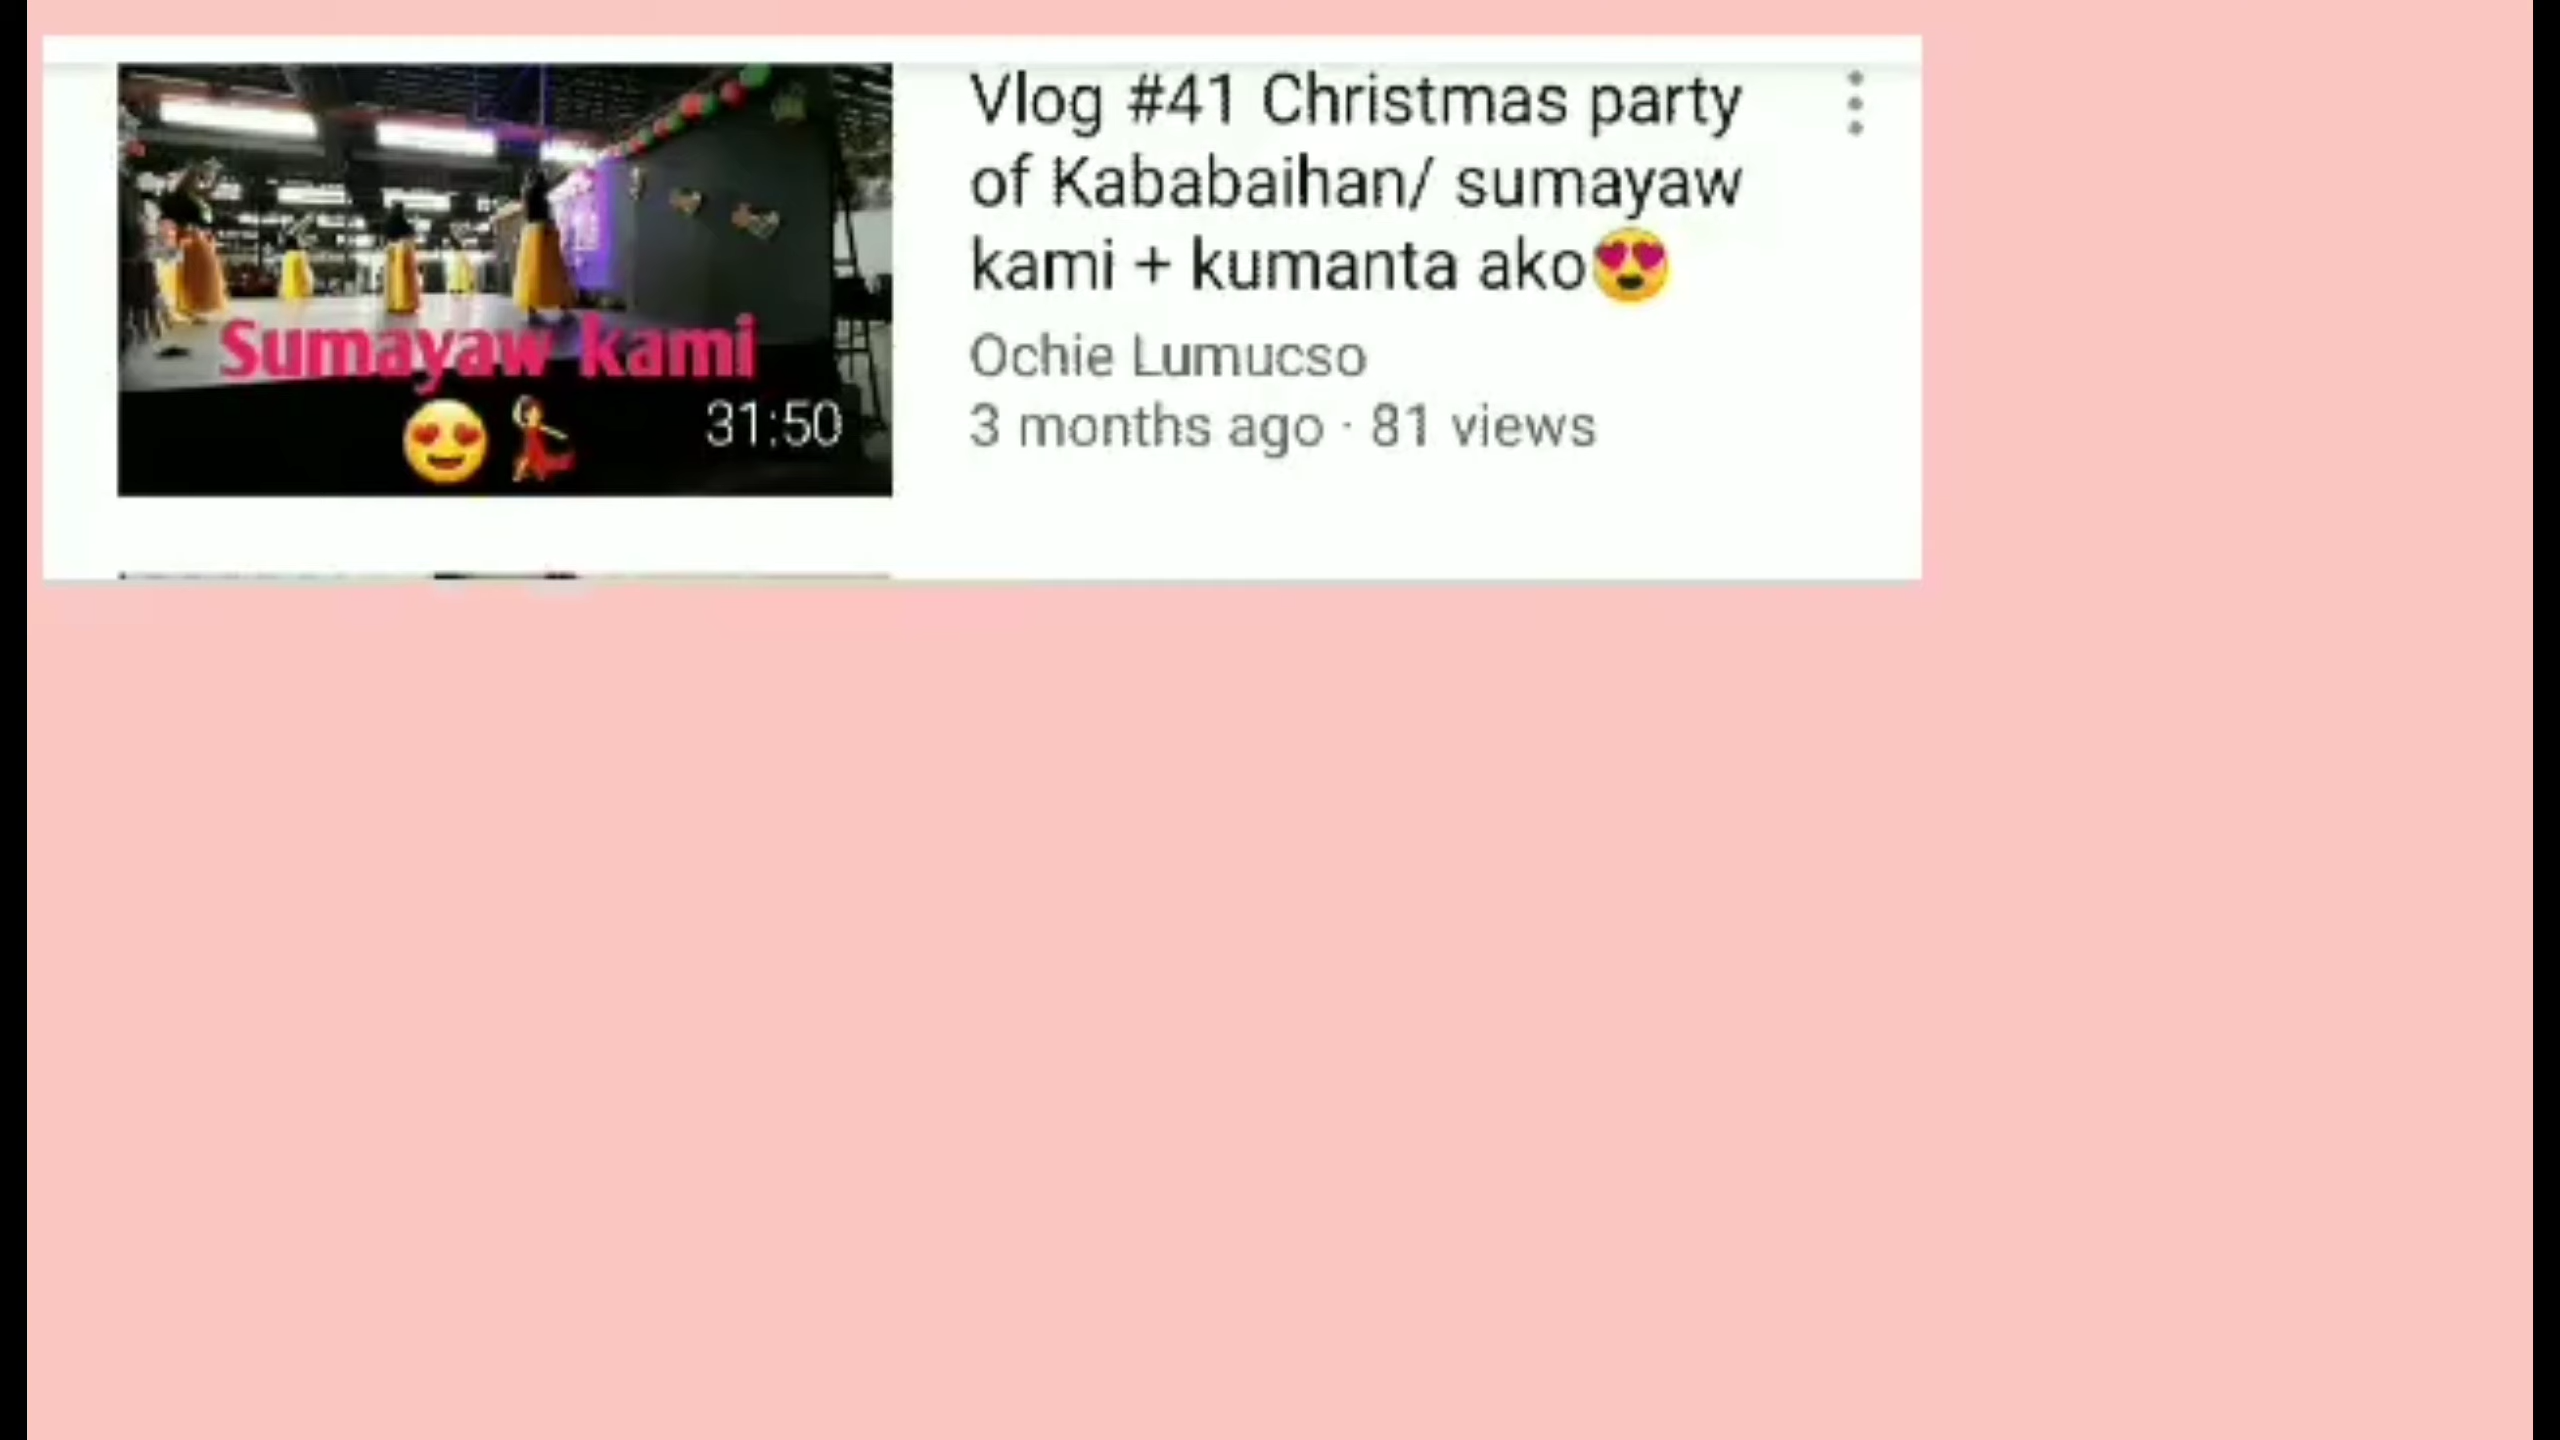 Sumayaw kami
😍💃 31:50
Vlog #41 Christmas party
of Kababaihan/ sumayaw
kami + kumanta ako😍
Ochie Lumucso
3 months ago · 81 views